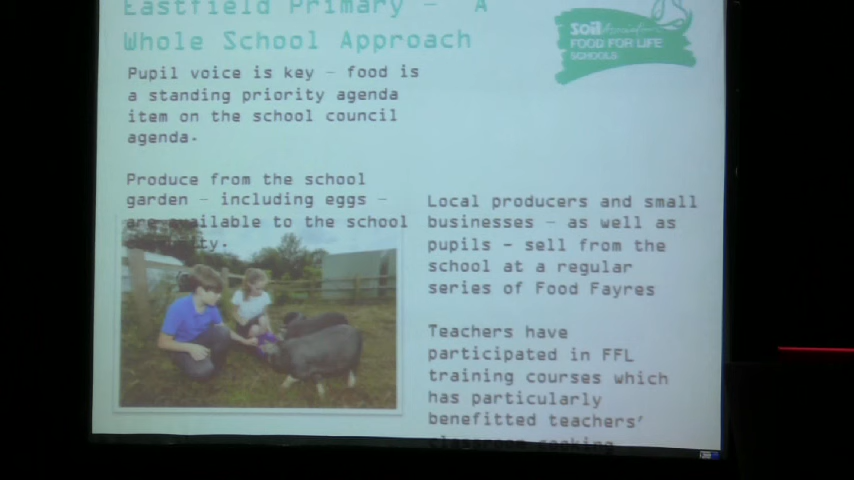 Eastfield Primary – A
Whole School Approach
Soil Association
FOOD FOR LIFE
SCHOOLS
Pupil voice is key – food is
a standing priority agenda
item on the school council
agenda.
Produce from the school
garden – including eggs –
are available to the school
Local producers and small
businesses – as well as
pupils – sell from the
school at a regular
series of Food Fayres
Teachers have
participated in FFL
training courses which
has particularly
benefitted teachers’
classroom cooking